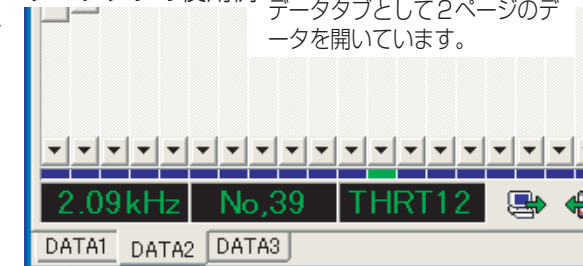 データタブとして2ページのデ
ータを開いています。
2.09kHz No,39 THRT12
DATA1 DATA2 DATA3